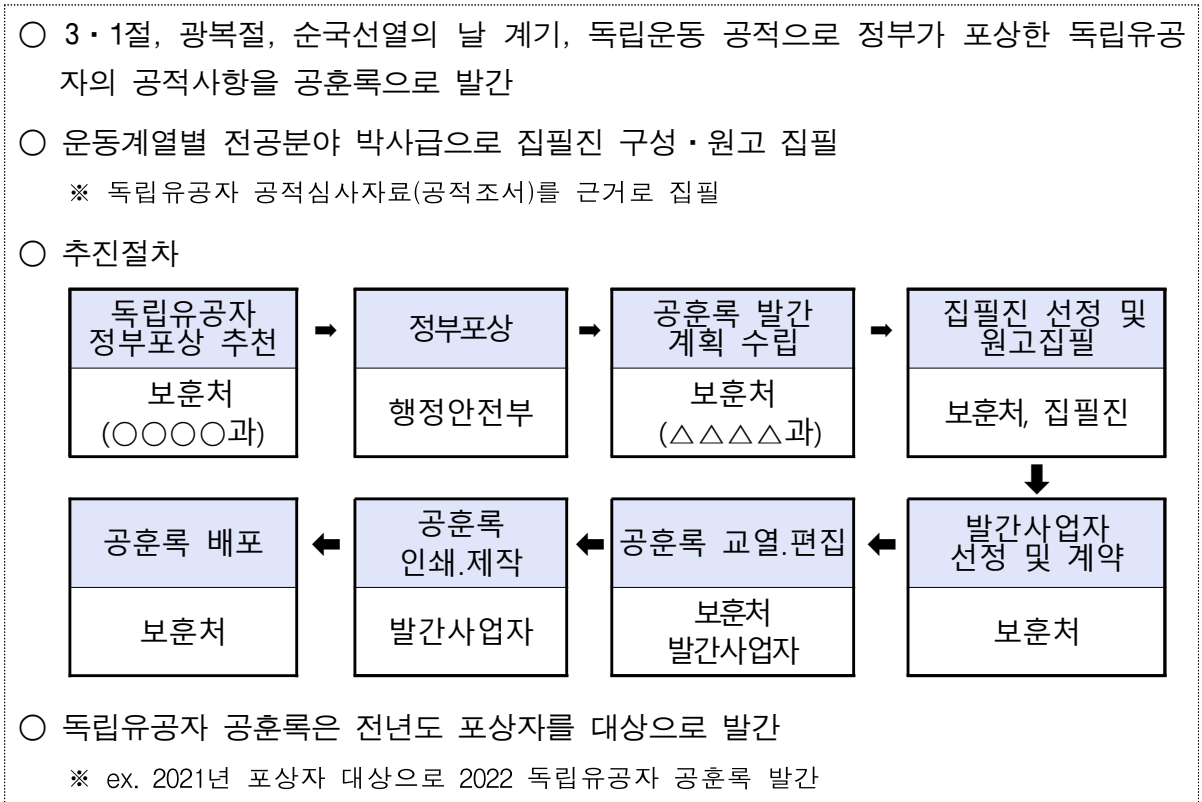 ○ 3·1절, 광복절, 순국선열의 날 계기, 독립운동 공적으로 정부가 포상한 독립유공
자의 공적사항을 공훈록으로 발간
○ 운동계열별 전공분야 박사급으로 집필진 구성·원고 집필
※ 독립유공자 공적심사자료(공적조서)를 근거로 집필
○ 추진절차
독립유공자
정부포상 추천
➡
정부포상
➡
공훈록 발간
계획 수립
➡
집필진 선정 및
원고집필
보훈처
(○○○○과)
행정안전부
보훈처
(△△△△과)
보훈처, 집필진
⬇
발간사업자
선정 및 계약
⬅
공훈록 교열.편집
⬅
공훈록
인쇄.제작
⬅
공훈록 배포
보훈처
보훈처
발간사업자
발간사업자
보훈처
○ 독립유공자 공훈록은 전년도 포상자를 대상으로 발간
※ ex. 2021년 포상자 대상으로 2022 독립유공자 공훈록 발간